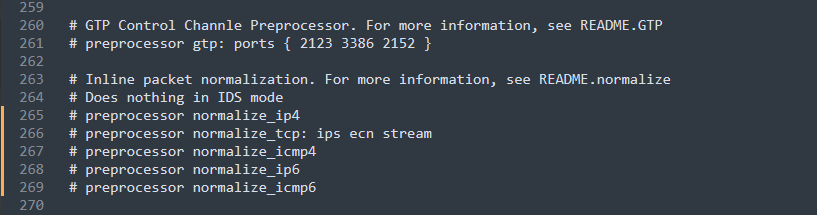 259
260 # GTP Control Channle Preprocessor. For more information, see README.GTP
261 # preprocessor gtp: ports { 2123 3386 2152 }
262
263 # Inline packet normalization. For more information, see README.normalize
264 # Does nothing in IDS mode
265 # preprocessor normalize_ip4
266 # preprocessor normalize_tcp: ips ecn stream
267 # preprocessor normalize_icmp4
268 # preprocessor normalize_ip6
269 # preprocessor normalize_icmp6
270